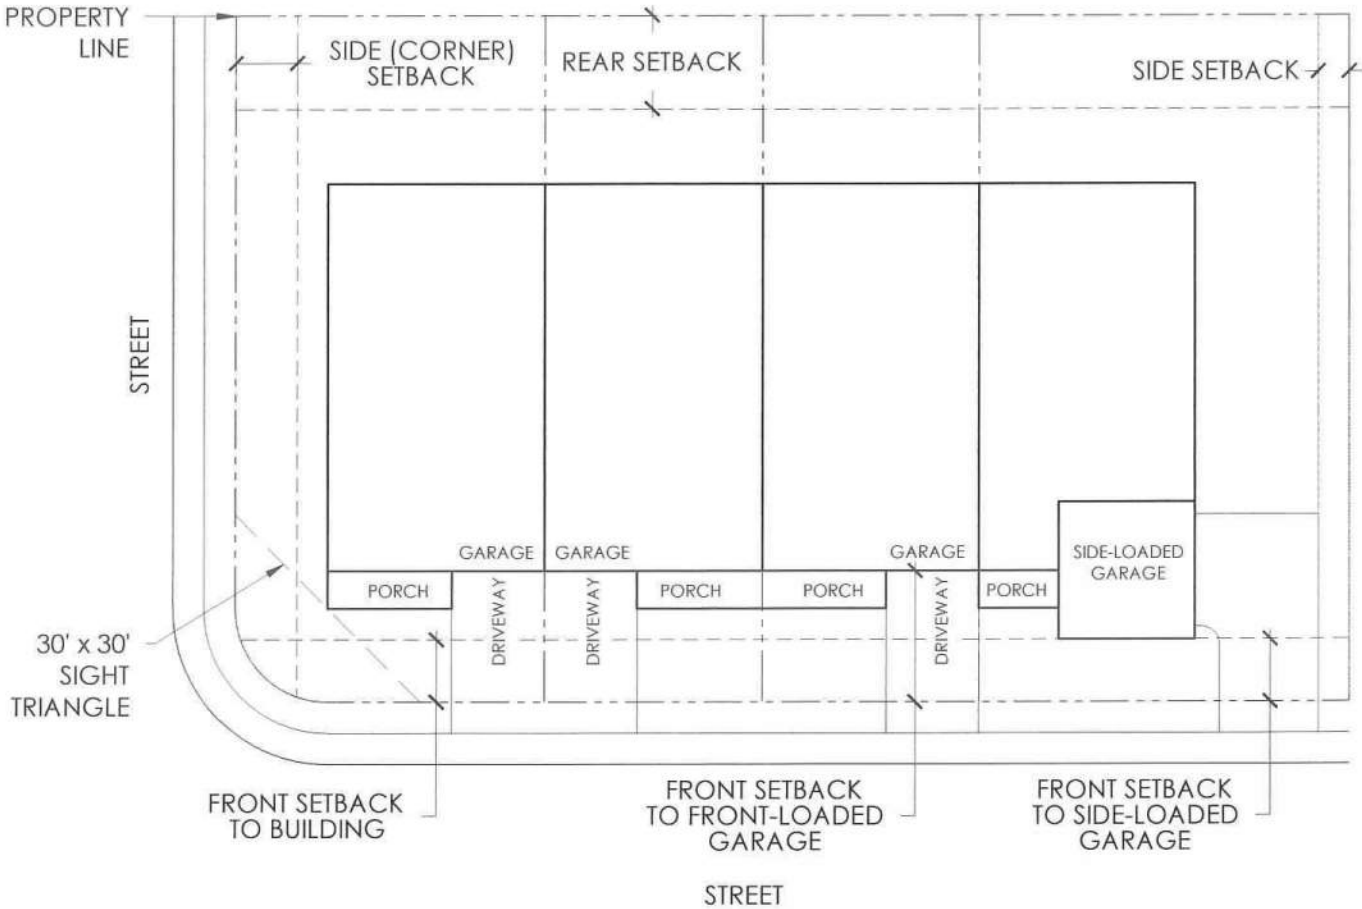 PROPERTY
LINE
SIDE (CORNER)
SETBACK
REAR SETBACK
SIDE SETBACK
STREET
GARAGE
GARAGE
GARAGE
SIDE-LOADED
GARAGE
PORCH
DRIVEWAY
DRIVEWAY
PORCH
PORCH
DRIVEWAY
PORCH
30' x 30'
SIGHT
TRIANGLE
FRONT SETBACK
TO BUILDING
FRONT SETBACK
TO FRONT-LOADED
GARAGE
FRONT SETBACK
TO SIDE-LOADED
GARAGE
STREET